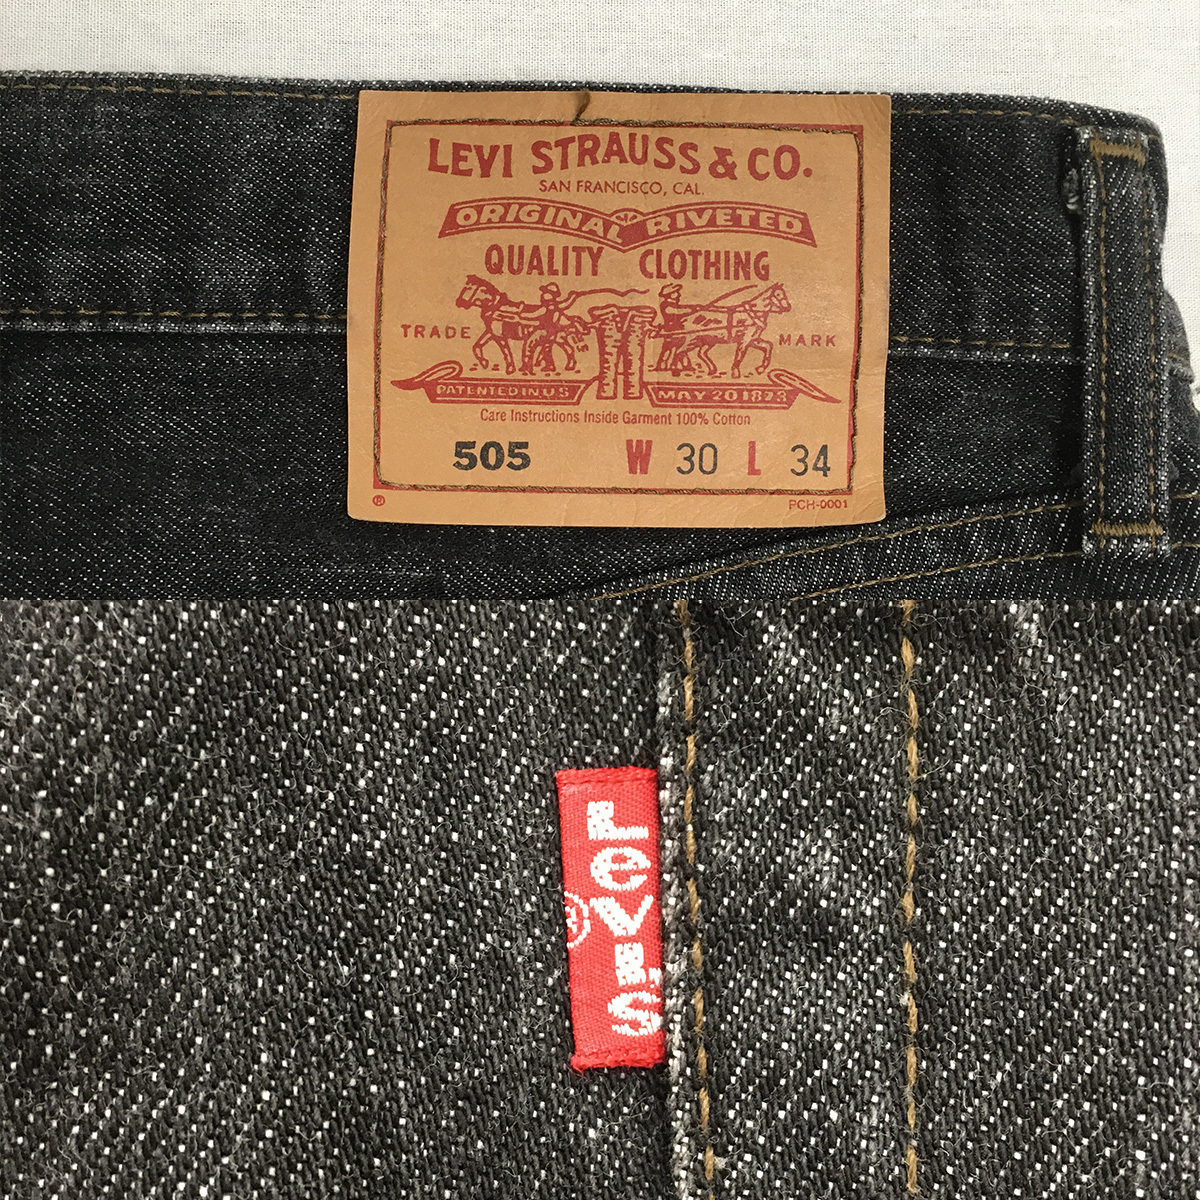 LEVI STRAUSS & CO.
SAN FRANCISCO, CAL.
ORIGINAL RIVETED
QUALITY CLOTHING
TRADE MARK
PATENTED IN U.S. MAY 20 1873
Care Instructions Inside Garment 100% Cotton
505 W 30 L 34
PCH-0001
LeVI'S
®